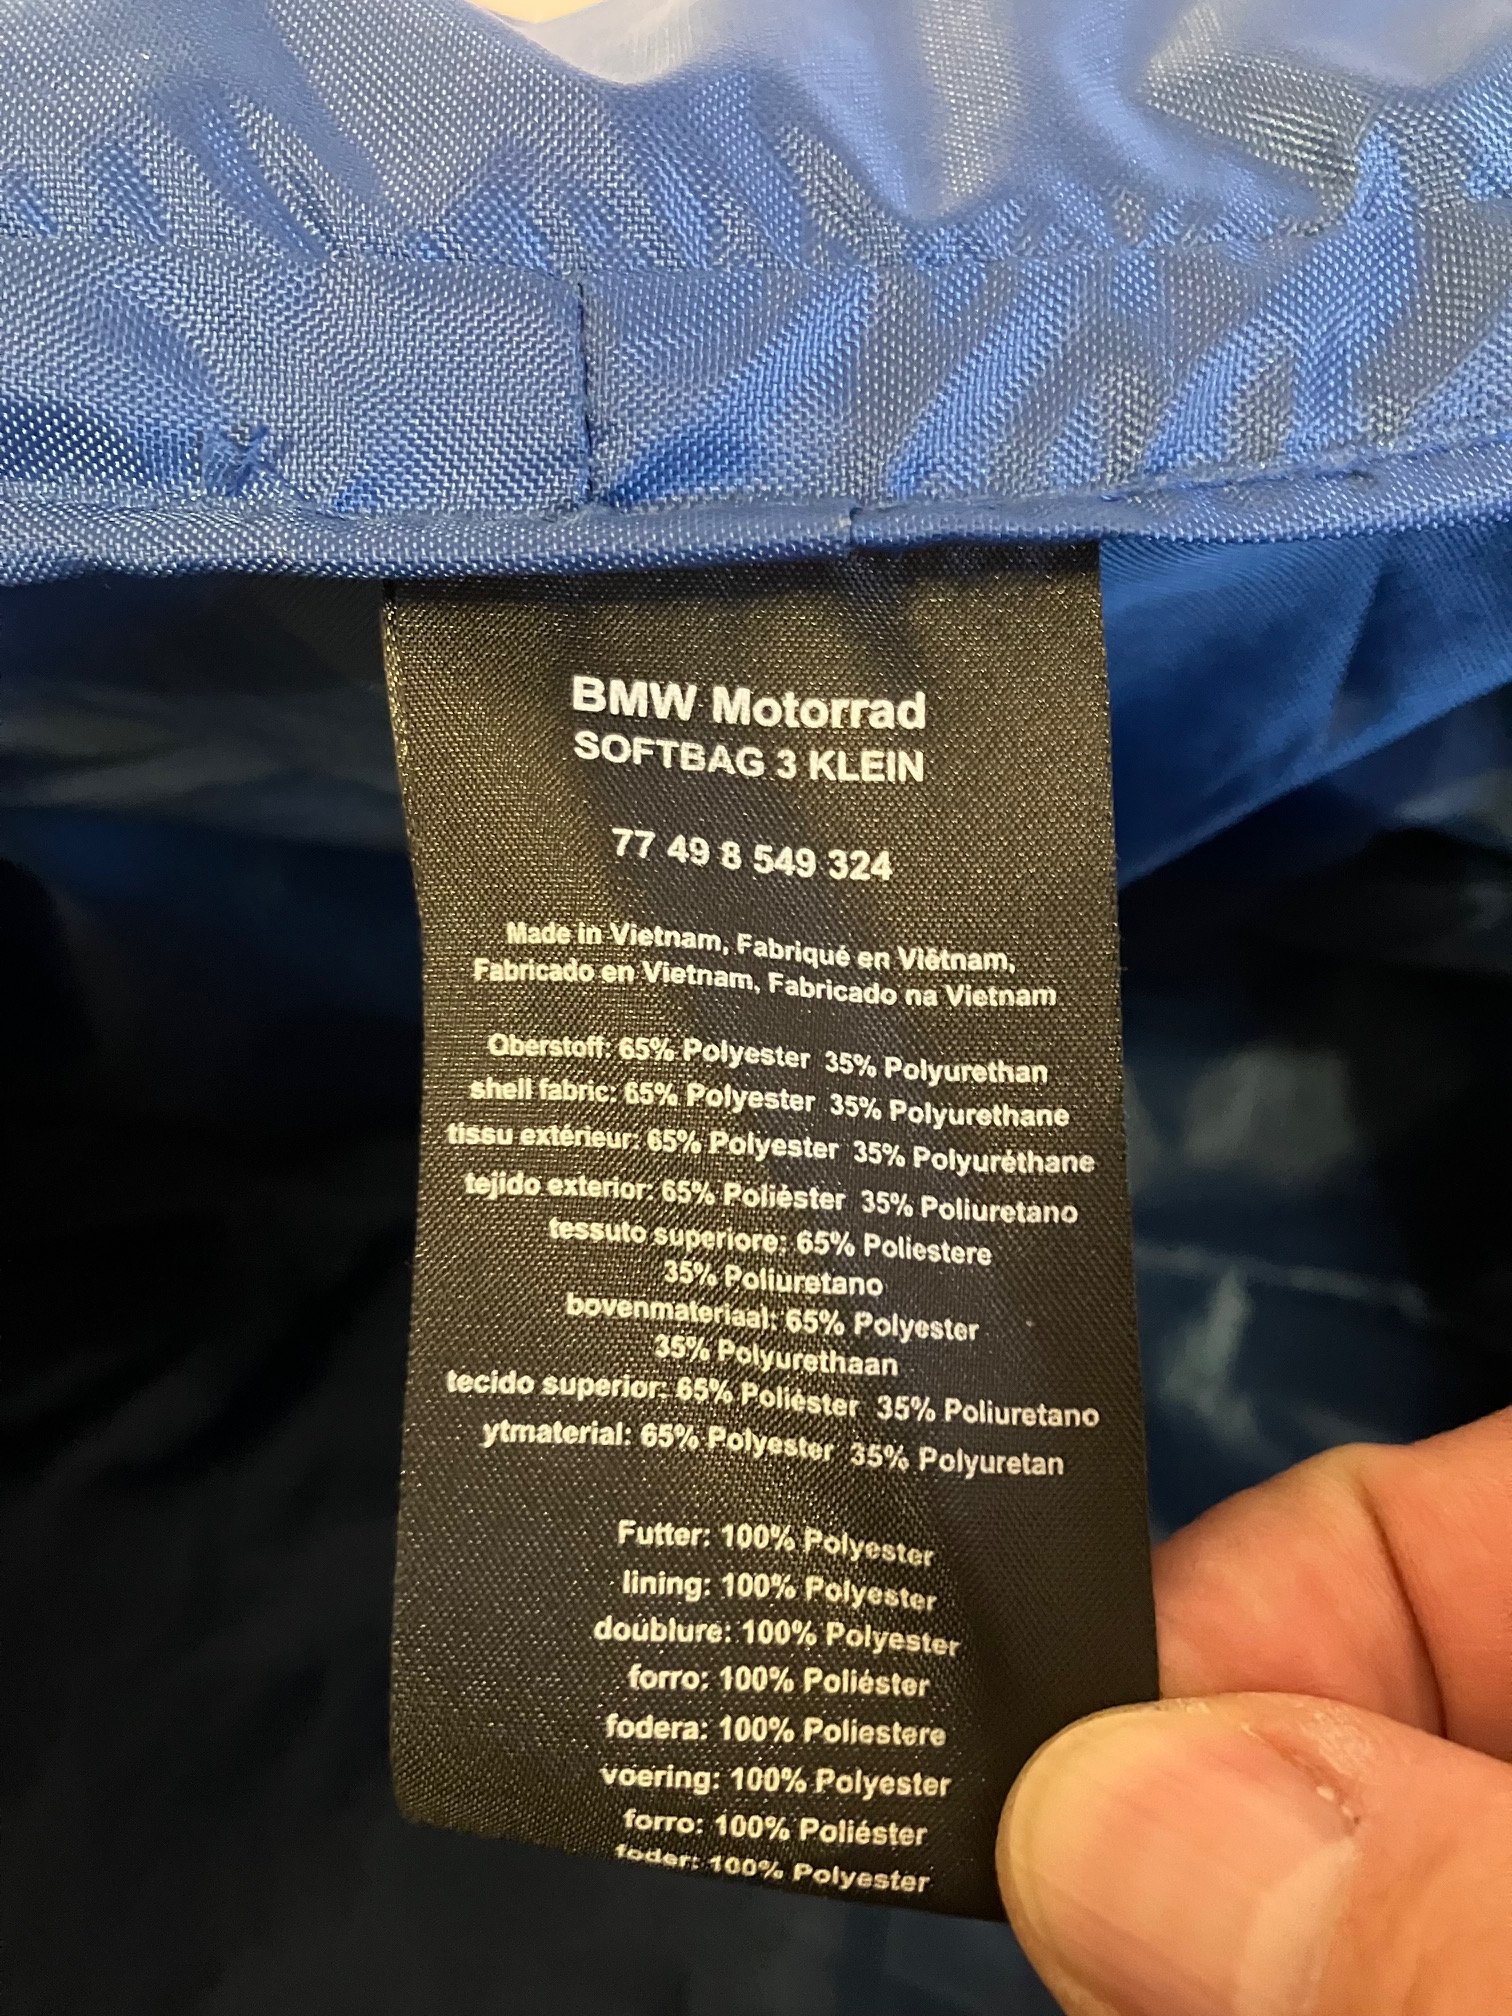 BMW Motorrad
SOFTBAG 3 KLEIN
77 49 8 549 324
Made in Vietnam, Fabriqué en Viêtnam,
Fabricado en Vietnam, Fabricado na Vietnam
Oberstoff: 65% Polyester 35% Polyurethan
shell fabric: 65% Polyester 35% Polyurethane
tissu extérieur: 65% Polyester 35% Polyuréthane
tejido exterior: 65% Poliéster 35% Poliuretano
tessuto superiore: 65% Poliestere
35% Poliuretano
bovenmateriaal: 65% Polyester
35% Polyurethaan
tecido superior: 65% Poliéster 35% Poliuretano
ytmaterial: 65% Polyester 35% Polyuretan
Futter: 100% Polyester
lining: 100% Polyester
doublure: 100% Polyester
forro: 100% Poliéster
fodera: 100% Poliestere
voering: 100% Polyester
forro: 100% Poliéster
foder: 100% Polyester